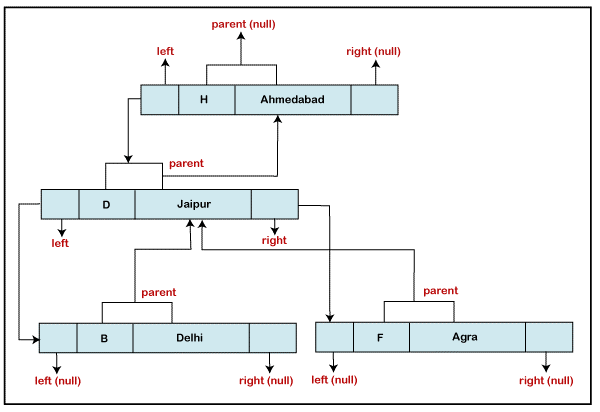 parent (null)
left
right (null)
H
Ahmedabad
parent
D
Jaipur
left
right
parent
parent
B
Delhi
F
Agra
left (null)
right (null)
left (null)
right (null)